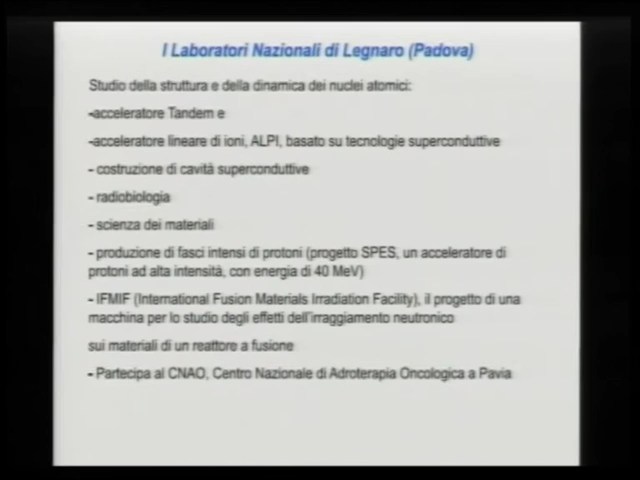 I Laboratori Nazionali di Legnaro (Padova)
Studio della struttura e della dinamica dei nuclei atomici:
-acceleratore Tandem e
-acceleratore lineare di ioni, ALPI, basato su tecnologie superconduttive
- costruzione di cavità superconduttive
- radiobiologia
- scienza dei materiali
- produzione di fasci intensi di protoni (progetto SPES, un acceleratore di
protoni ad alta intensità, con energia di 40 MeV)
- IFMIF (International Fusion Materials Irradiation Facility), il progetto di una
macchina per lo studio degli effetti dell'irraggiamento neutronico
sui materiali di un reattore a fusione
- Partecipa al CNAO, Centro Nazionale di Adroterapia Oncologica a Pavia